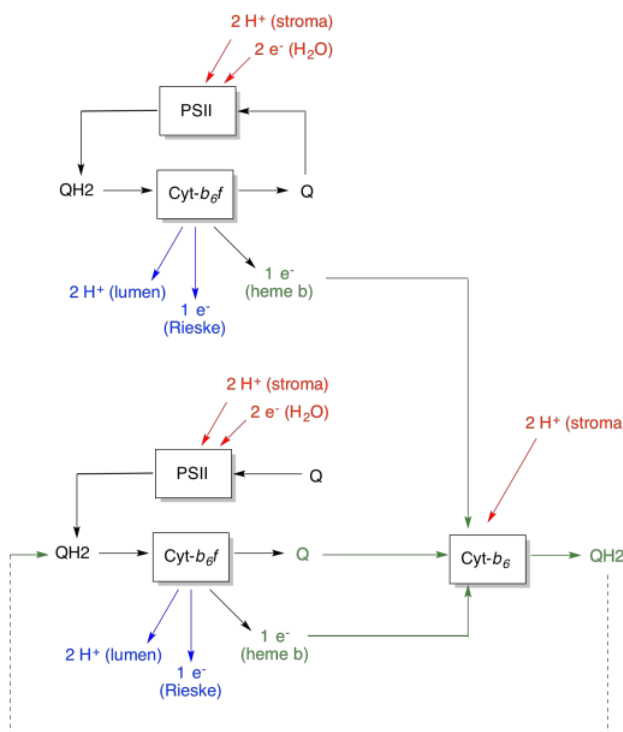 2 H⁺ (stroma)
2 e⁻ (H₂O)
PSII
QH2
Cyt-b₆f
Q
2 H⁺ (lumen)
1 e⁻
(Rieske)
1 e⁻
(heme b)
2 H⁺ (stroma)
2 e⁻ (H₂O)
2 H⁺ (stroma)
PSII
Q
QH2
Cyt-b₆f
Q
Cyt-b₆
QH2
2 H⁺ (lumen)
1 e⁻
(Rieske)
1 e⁻
(heme b)